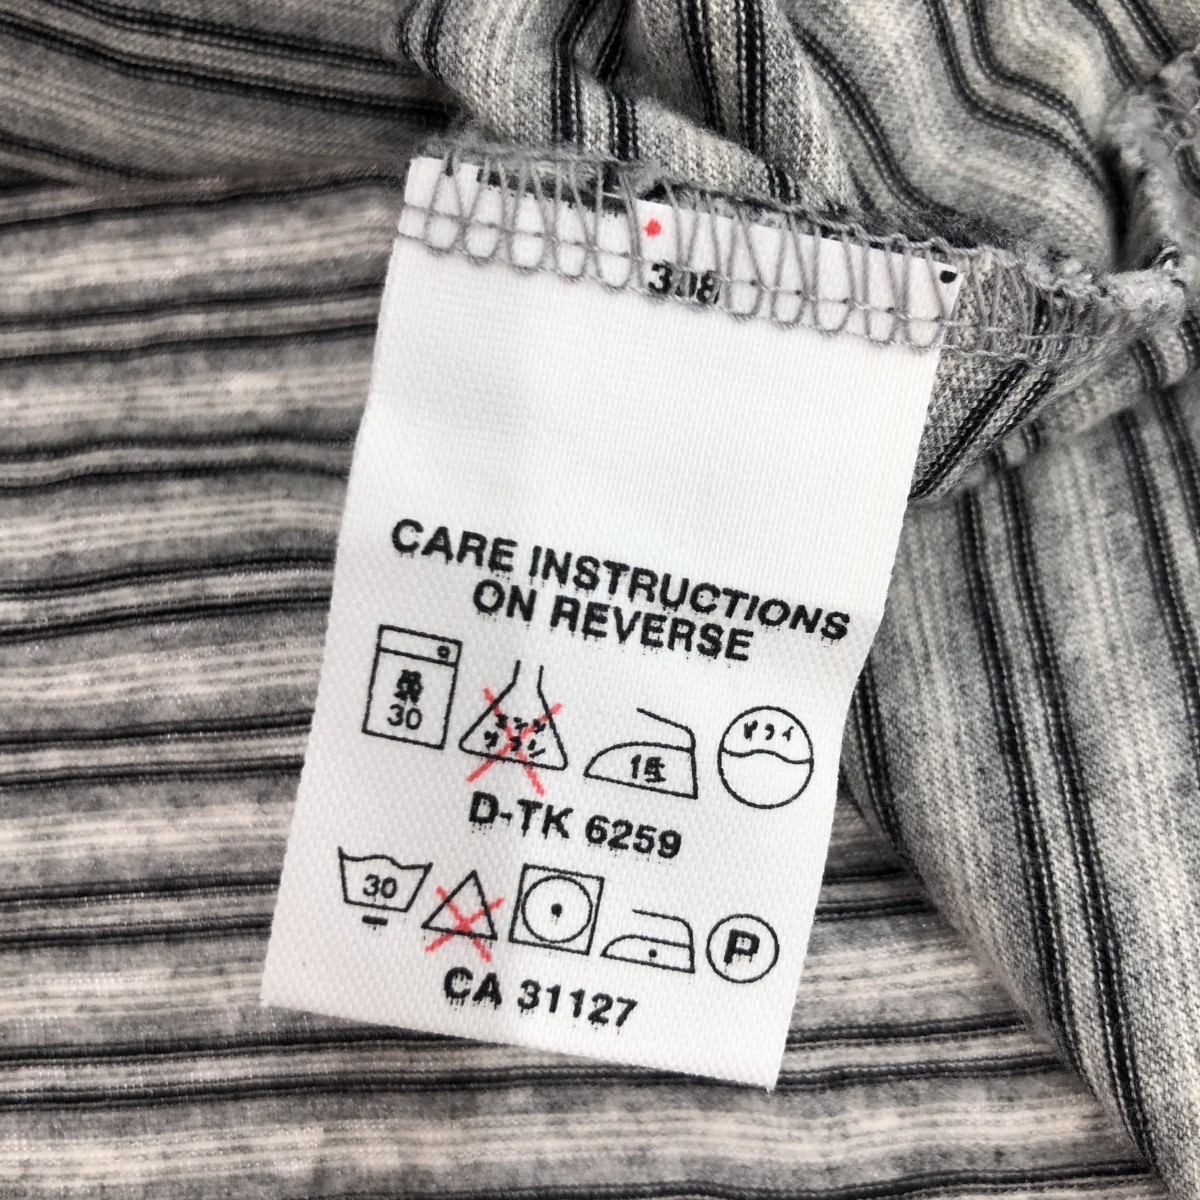 308
CARE INSTRUCTIONS
ON REVERSE
弱 30
エンソ サラシ
ドライ
D-TK 6259
30
P
CA 31127